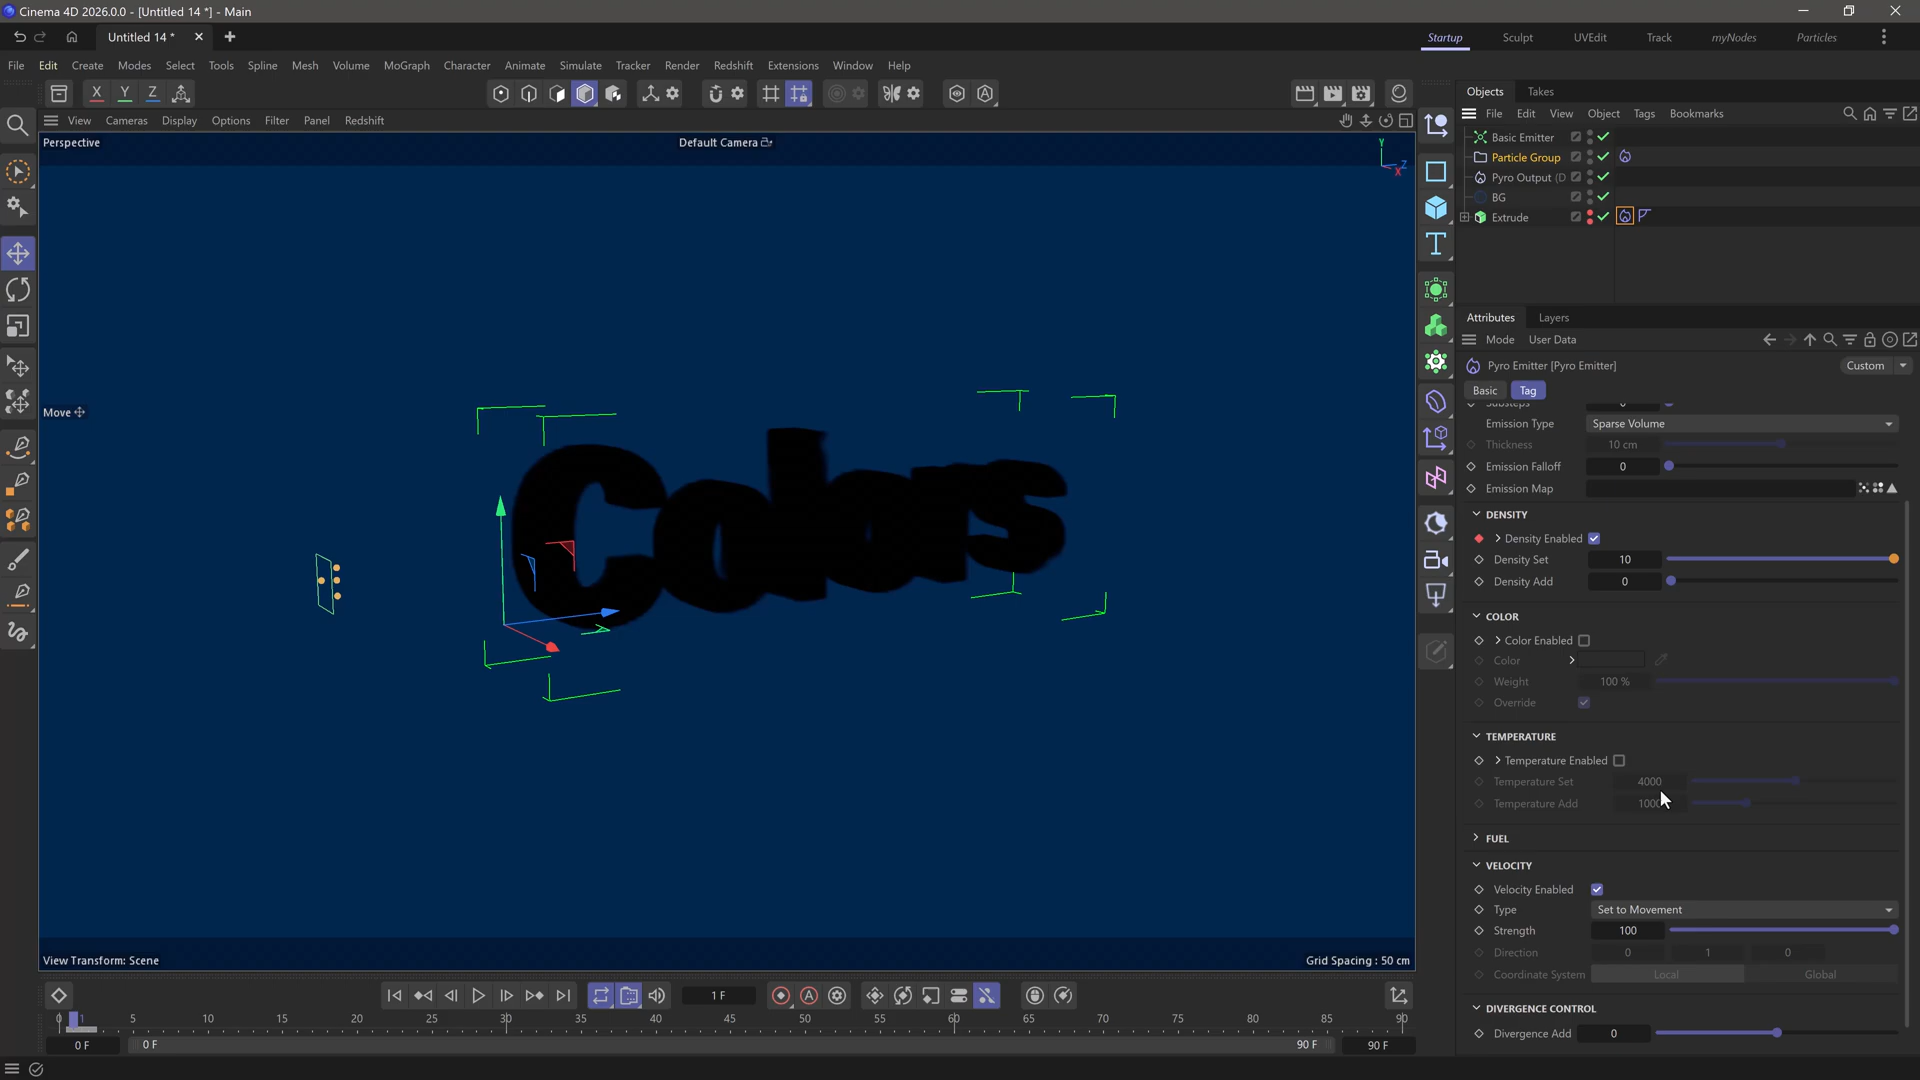 Cinema 4D 2026.0.0 - [Untitled 14 *] - Main
Untitled 14 *
Startup Sculpt UVEdit Track myNodes Particles
File Edit Create Modes Select Tools Spline Mesh Volume MoGraph Character Animate Simulate Tracker Render Redshift Extensions Window Help
X Y Z
Objects Takes
View Cameras Display Options Filter Panel Redshift
File Edit View Object Tags Bookmarks
Perspective
Default Camera
Y
Z
X
Basic Emitter
Particle Group
Pyro Output (D
BG
Extrude
Attributes Layers
Mode User Data
Pyro Emitter [Pyro Emitter]
Custom
Basic Tag
Move
Substeps 0
Emission Type Sparse Volume
Thickness 10 cm
Emission Falloff 0
Emission Map
DENSITY
Density Enabled
Density Set 10
Density Add 0
COLOR
Color Enabled
Color
Weight 100 %
Override
TEMPERATURE
Temperature Enabled
Temperature Set 4000
Temperature Add 1000
FUEL
VELOCITY
Velocity Enabled
Type Set to Movement
Strength 100
Direction 0 1 0
Coordinate System Local Global
DIVERGENCE CONTROL
Divergence Add 0
Colors
View Transform: Scene
Grid Spacing : 50 cm
1 F
0 1 5 10 15 20 25 30 35 40 45 50 55 60 65 70 75 80 85 90
0 F 0 F 90 F 90 F